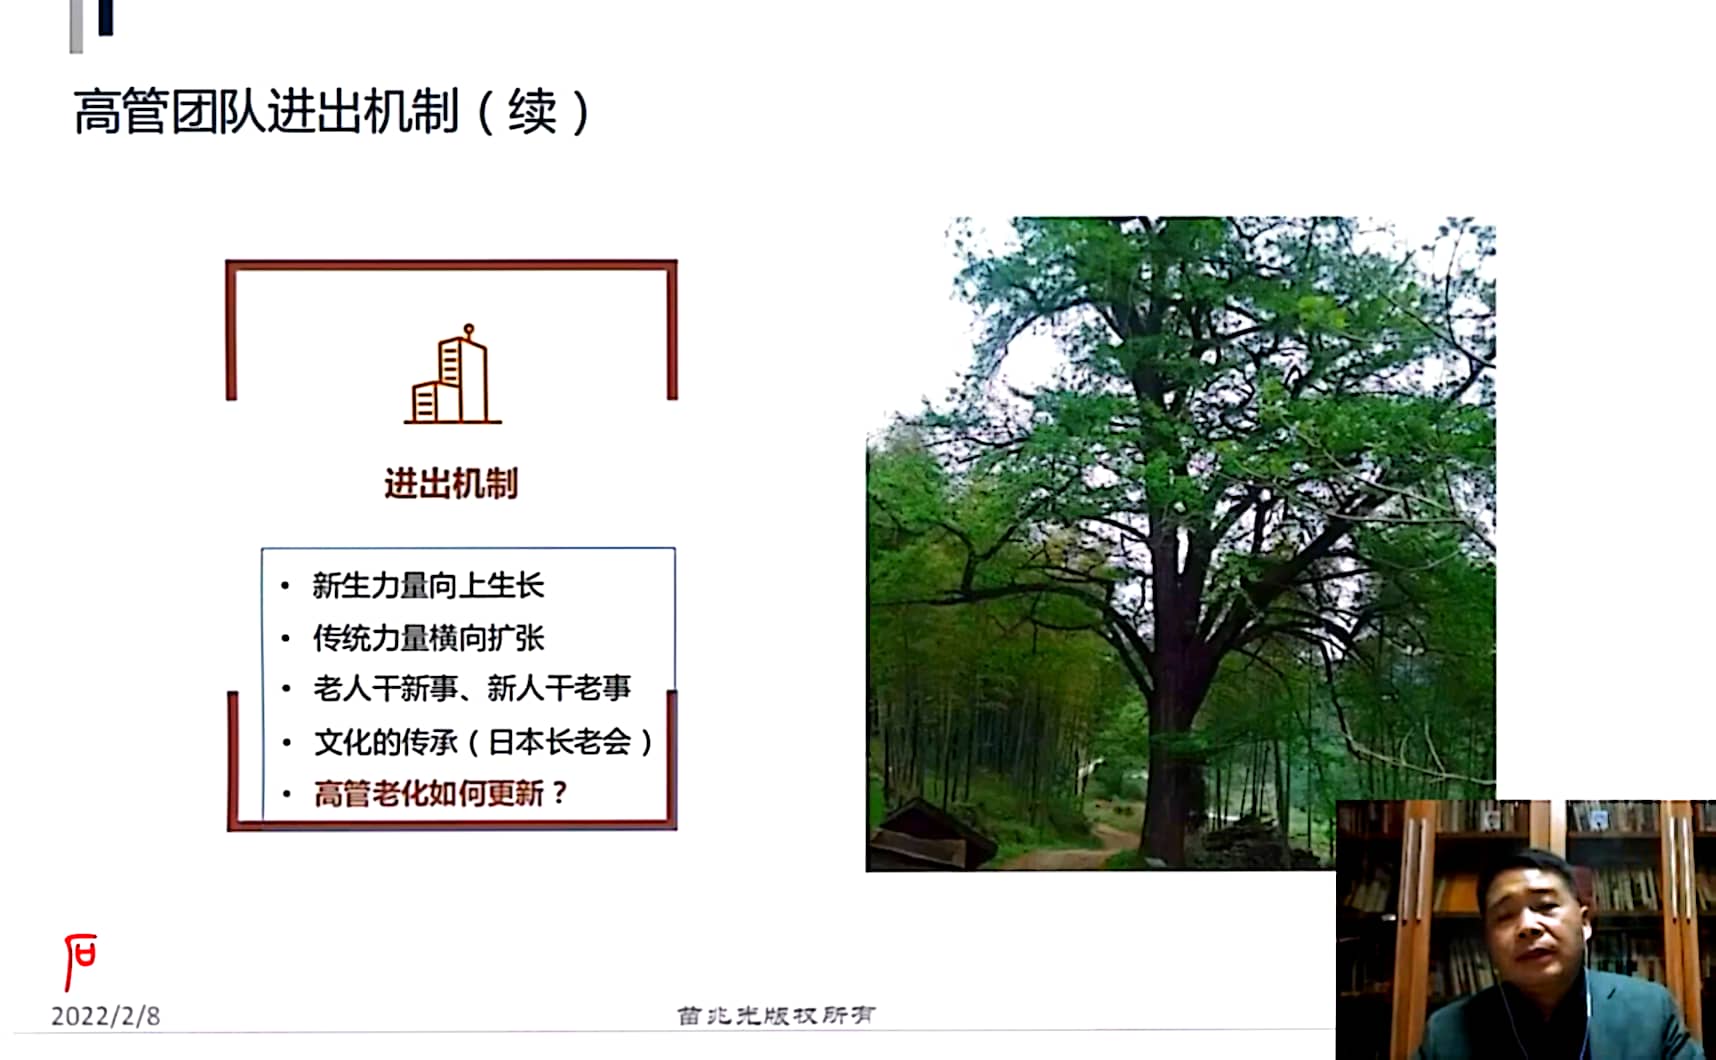 高管团队进出机制（续）
进出机制
• 新生力量向上生长
• 传统力量横向扩张
• 老人干新事、新人干老事
• 文化的传承（日本长老会）
• 高管老化如何更新？
石
2022/2/8
苗兆光版权所有